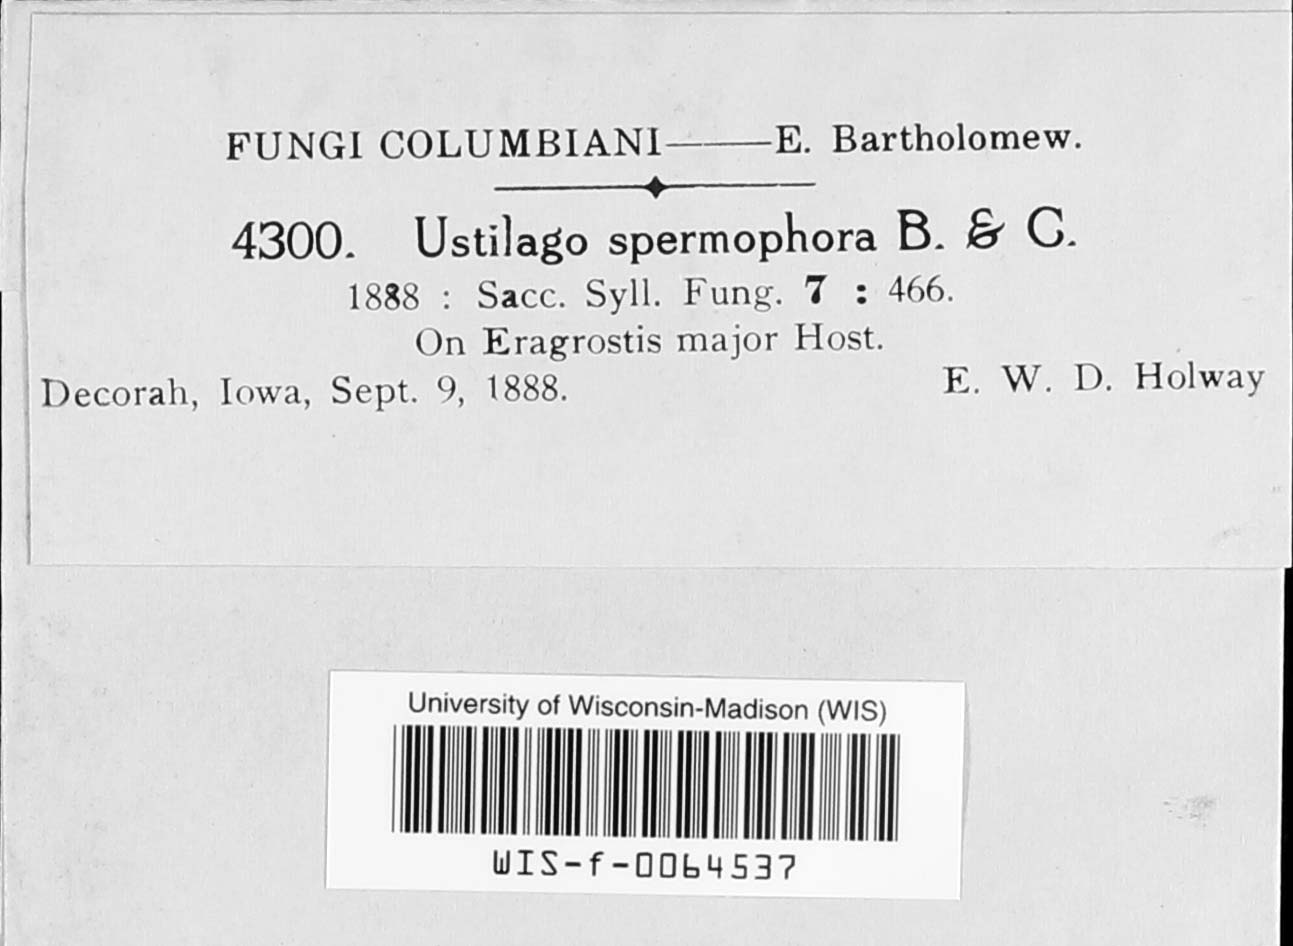 FUNGI COLUMBIANI——E. Bartholomew.
4300. Ustilago spermophora B. & C.
1888 : Sacc. Syll. Fung. 7 : 466.
On Eragrostis major Host.
Decorah, Iowa, Sept. 9, 1888. E. W. D. Holway
University of Wisconsin-Madison (WIS)
WIS-f-0064537